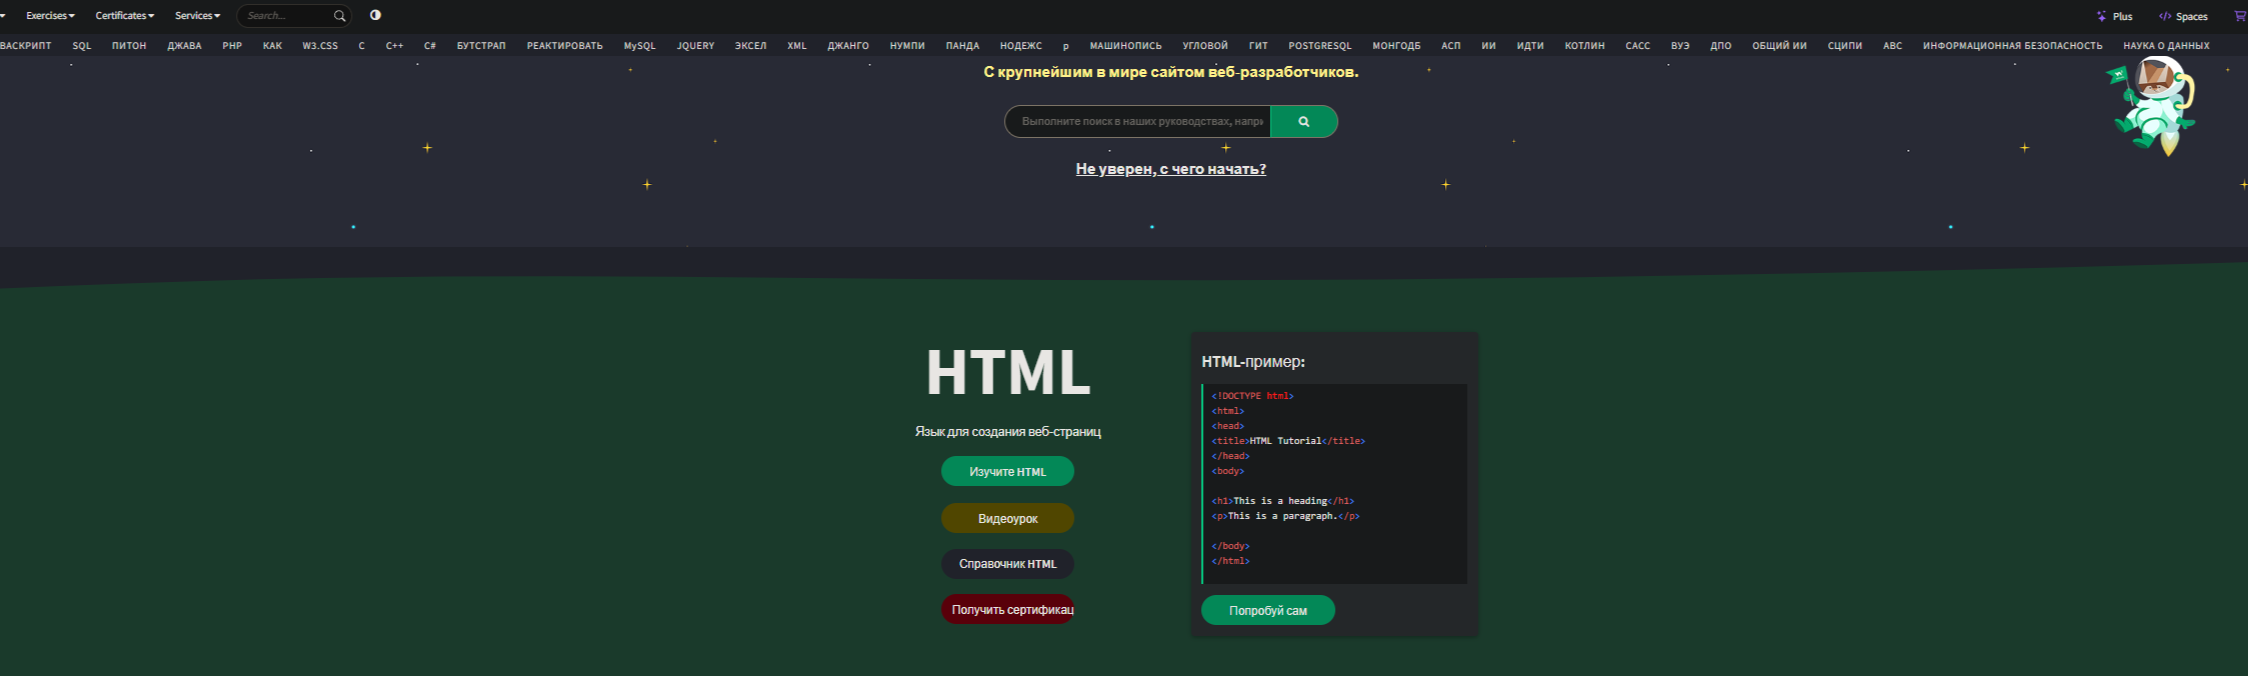 Exercises Certificates Services Search... Plus Spaces
ВАСКРИПТ SQL ПИТОН ДЖАВА PHP КАК W3.CSS C C++ C# БУТСТРАП РЕАКТИРОВАТЬ MySQL JQUERY ЭКСЕЛ XML ДЖАНГО НУМПИ ПАНДА НОДЕЖС р МАШИНОПИСЬ УГЛОВОЙ ГИТ POSTGRESQL МОНГОДБ АСП ИИ ИДТИ КОТЛИН САСС ВУЭ ДПО ОБЩИЙ ИИ СЦИПИ АВС ИНФОРМАЦИОННАЯ БЕЗОПАСНОСТЬ НАУКА О ДАННЫХ
С крупнейшим в мире сайтом веб-разработчиков.
Выполните поиск в наших руководствах, напри
Не уверен, с чего начать?
HTML
Язык для создания веб-страниц
Изучите HTML
Видеоурок
Справочник HTML
Получить сертификац
HTML-пример:
<!DOCTYPE html>
<html>
<head>
<title>HTML Tutorial</title>
</head>
<body>
<h1>This is a heading</h1>
<p>This is a paragraph.</p>
</body>
</html>
Попробуй сам